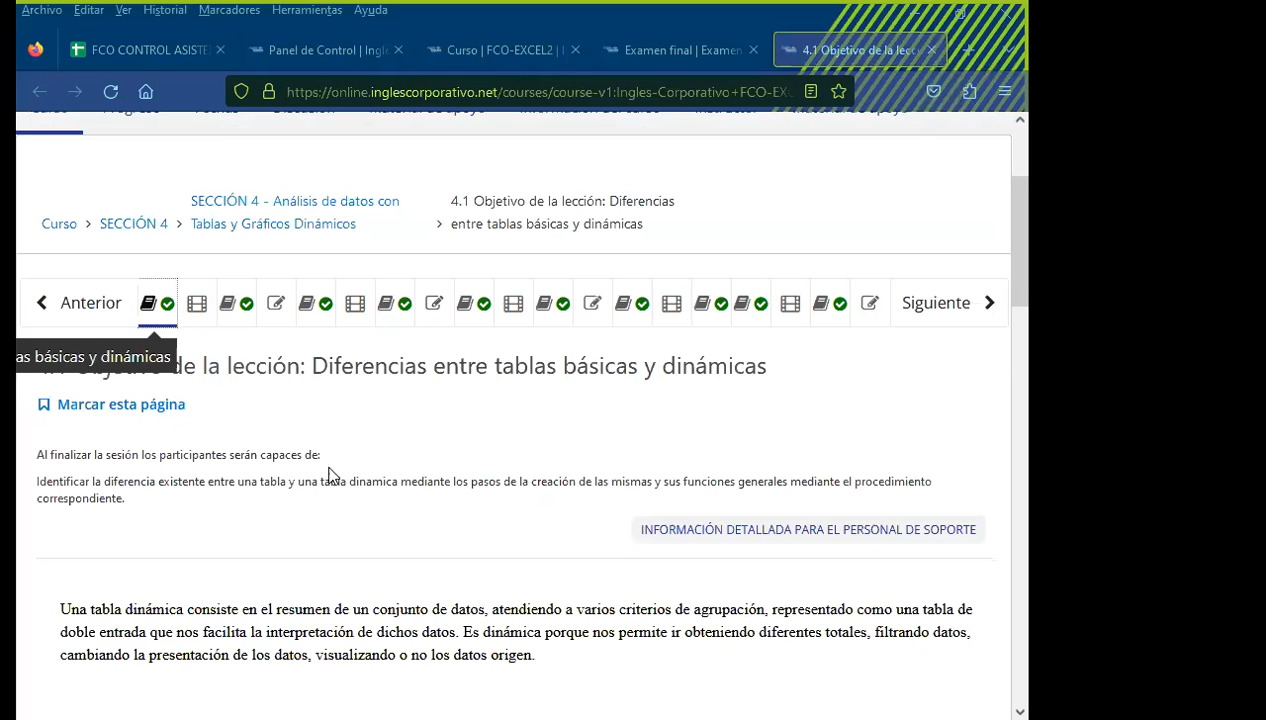 Archivo Editar Ver Historial Marcadores Herramientas Ayuda
FCO CONTROL ASISTE
Panel de Control | Ingle
Curso | FCO-EXCEL2 | I
Examen final | Examen
4.1 Objetivo de la lecc
https://online.inglescorporativo.net/courses/course-v1:Ingles-Corporativo+FCO-EX
Curso > SECCIÓN 4 > SECCIÓN 4 - Análisis de datos con
Tablas y Gráficos Dinámicos
> 4.1 Objetivo de la lección: Diferencias
entre tablas básicas y dinámicas
Anterior
Siguiente
as básicas y dinámicas
de la lección: Diferencias entre tablas básicas y dinámicas
Marcar esta página
Al finalizar la sesión los participantes serán capaces de:
Identificar la diferencia existente entre una tabla y una tabla dinamica mediante los pasos de la creación de las mismas y sus funciones generales mediante el procedimiento
correspondiente.
INFORMACIÓN DETALLADA PARA EL PERSONAL DE SOPORTE
Una tabla dinámica consiste en el resumen de un conjunto de datos, atendiendo a varios criterios de agrupación, representado como una tabla de
doble entrada que nos facilita la interpretación de dichos datos. Es dinámica porque nos permite ir obteniendo diferentes totales, filtrando datos,
cambiando la presentación de los datos, visualizando o no los datos origen.